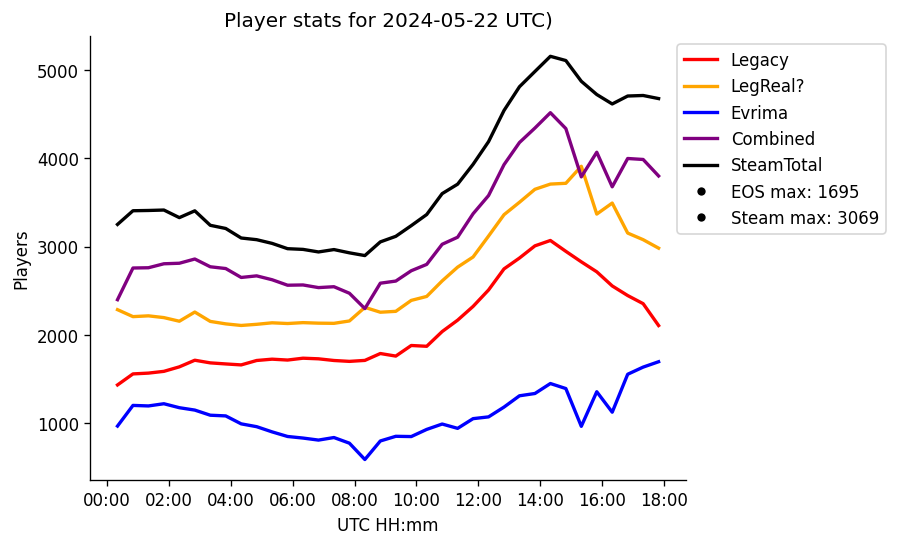 Player stats for 2024-05-22 UTC)
Players
5000
4000
3000
2000
1000
00:00 02:00 04:00 06:00 08:00 10:00 12:00 14:00 16:00 18:00
UTC HH:mm
Legacy
LegReal?
Evrima
Combined
SteamTotal
EOS max: 1695
Steam max: 3069